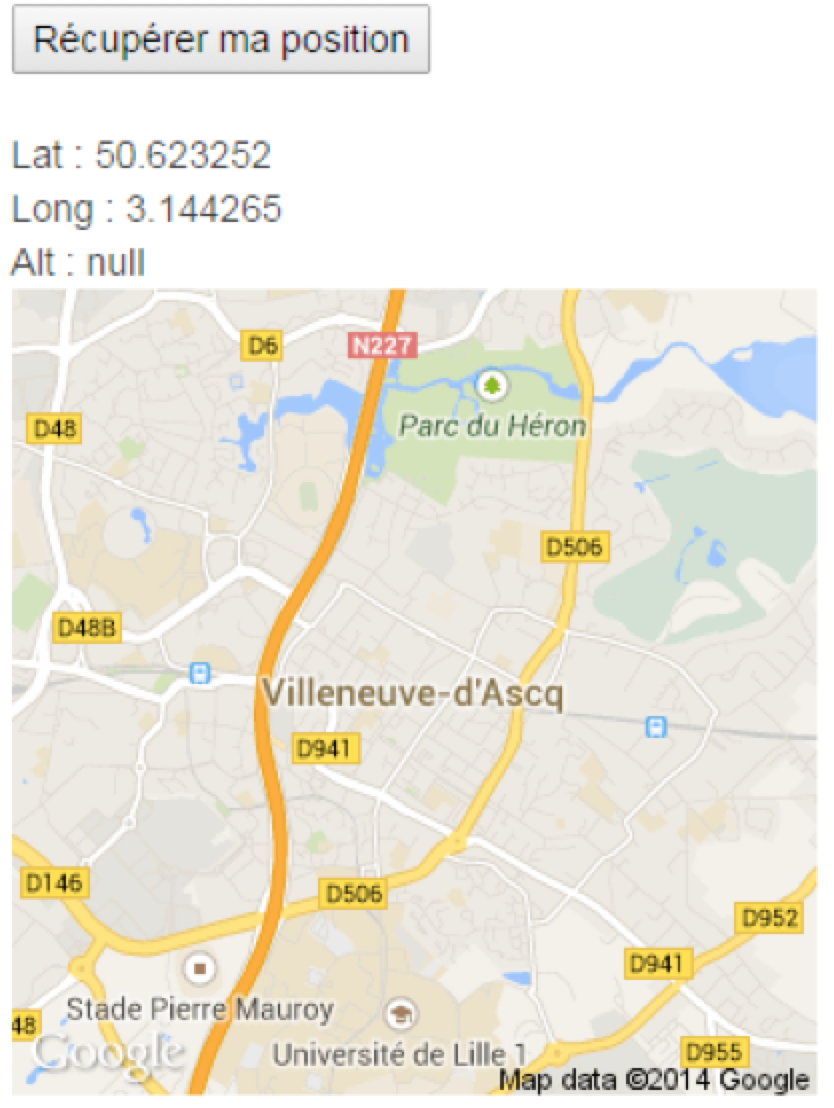 Récupérer ma position
Lat : 50.623252
Long : 3.144265
Alt : null
D6
N227
D48
Parc du Héron
D506
D48B
Villeneuve-d'Ascq
D941
D146
D506
D952
D941
Stade Pierre Mauroy
48
Google
Université de Lille 1
D955
Map data ©2014 Google